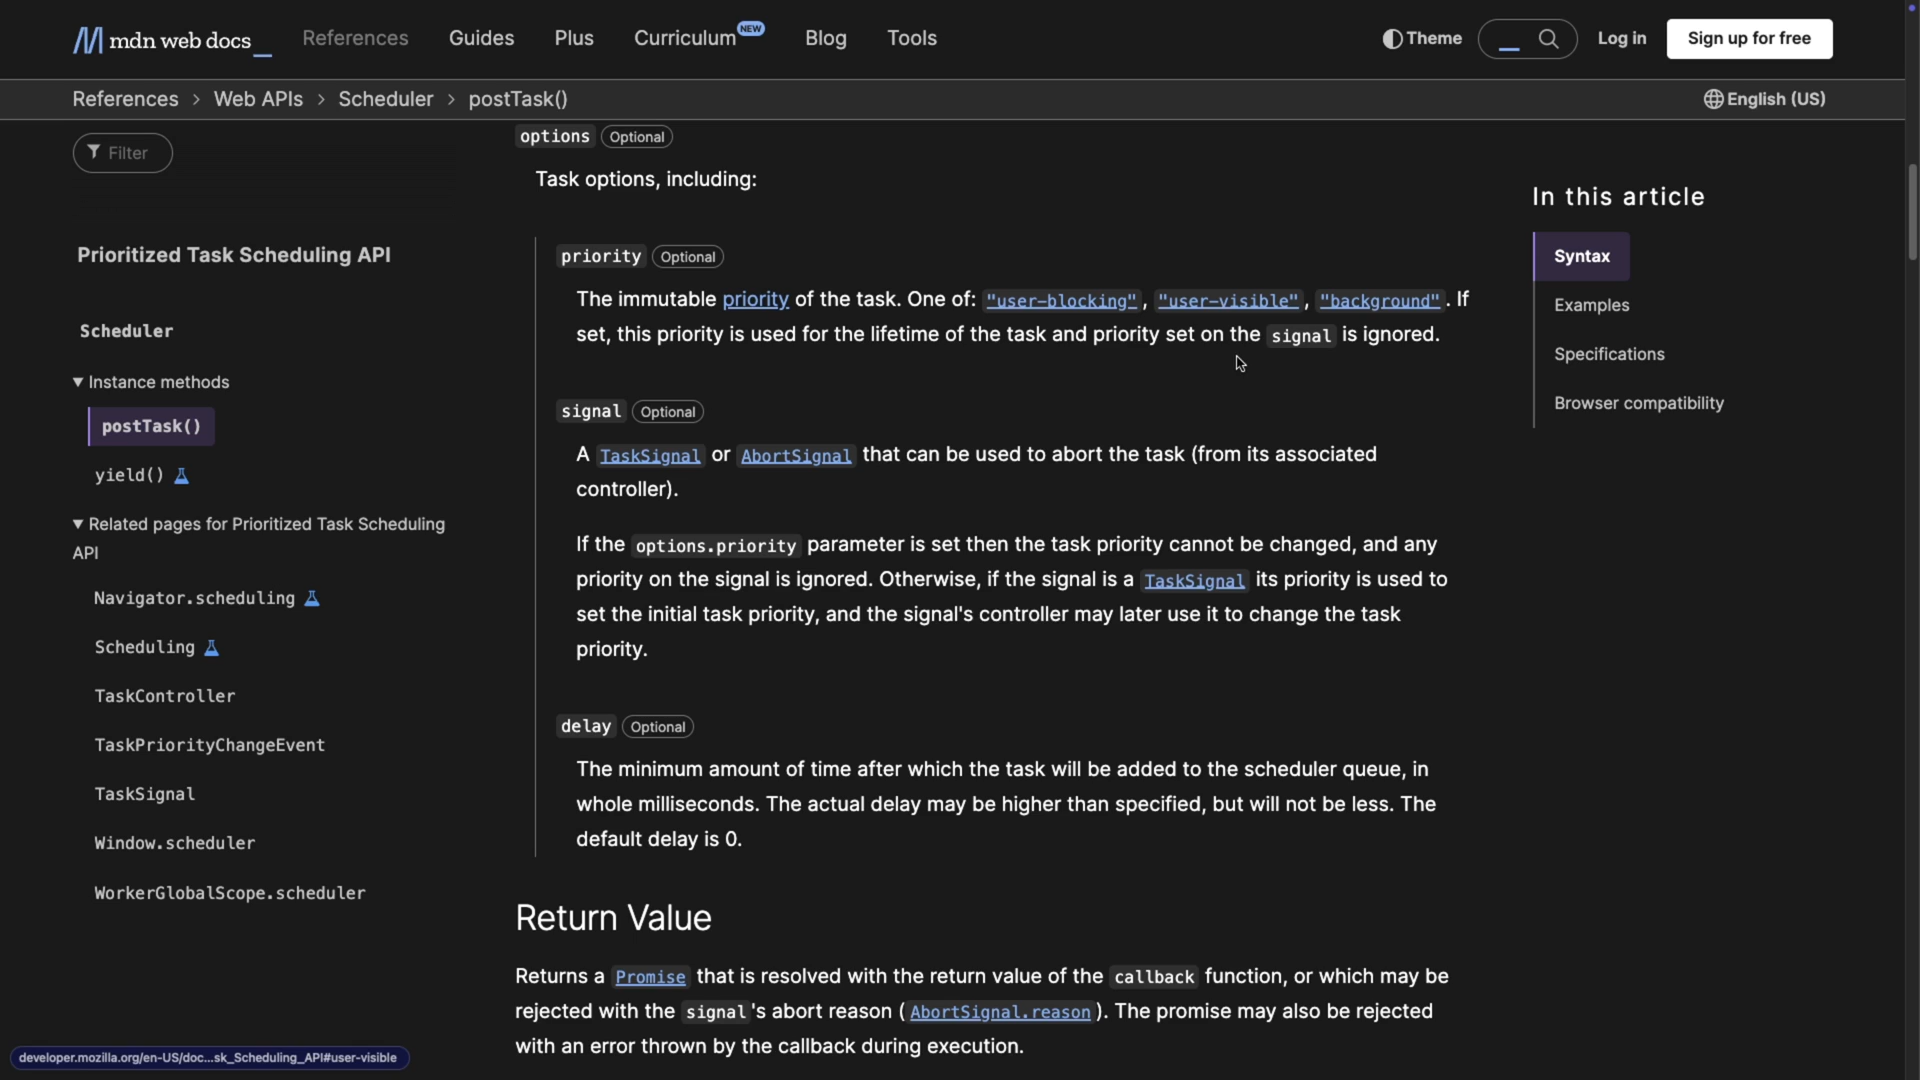 mdn web docs_
References
Guides
Plus
Curriculum NEW
Blog
Tools
Theme
Log in
Sign up for free
References > Web APIs > Scheduler > postTask()
English (US)
Filter
Prioritized Task Scheduling API
Scheduler
▼ Instance methods
postTask()
yield()
▼ Related pages for Prioritized Task Scheduling
API
Navigator.scheduling
Scheduling
TaskController
TaskPriorityChangeEvent
TaskSignal
Window.scheduler
WorkerGlobalScope.scheduler
options Optional
Task options, including:
priority Optional
The immutable priority of the task. One of: "user-blocking", "user-visible", "background". If
set, this priority is used for the lifetime of the task and priority set on the signal is ignored.
signal Optional
A TaskSignal or AbortSignal that can be used to abort the task (from its associated
controller).
If the options.priority parameter is set then the task priority cannot be changed, and any
priority on the signal is ignored. Otherwise, if the signal is a TaskSignal its priority is used to
set the initial task priority, and the signal's controller may later use it to change the task
priority.
delay Optional
The minimum amount of time after which the task will be added to the scheduler queue, in
whole milliseconds. The actual delay may be higher than specified, but will not be less. The
default delay is 0.
Return Value
Returns a Promise that is resolved with the return value of the callback function, or which may be
rejected with the signal's abort reason (AbortSignal.reason). The promise may also be rejected
with an error thrown by the callback during execution.
In this article
Syntax
Examples
Specifications
Browser compatibility
developer.mozilla.org/en-US/doc...sk_Scheduling_API#user-visible